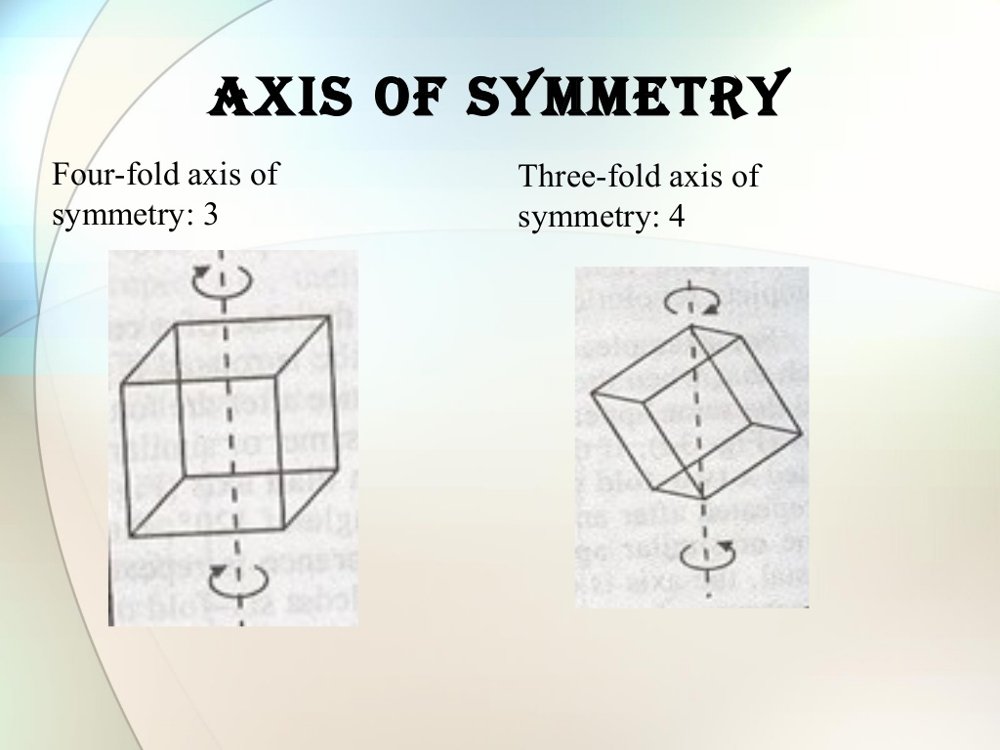 AXIS OF SYMMETRY
Four-fold axis of
symmetry: 3
Three-fold axis of
symmetry: 4